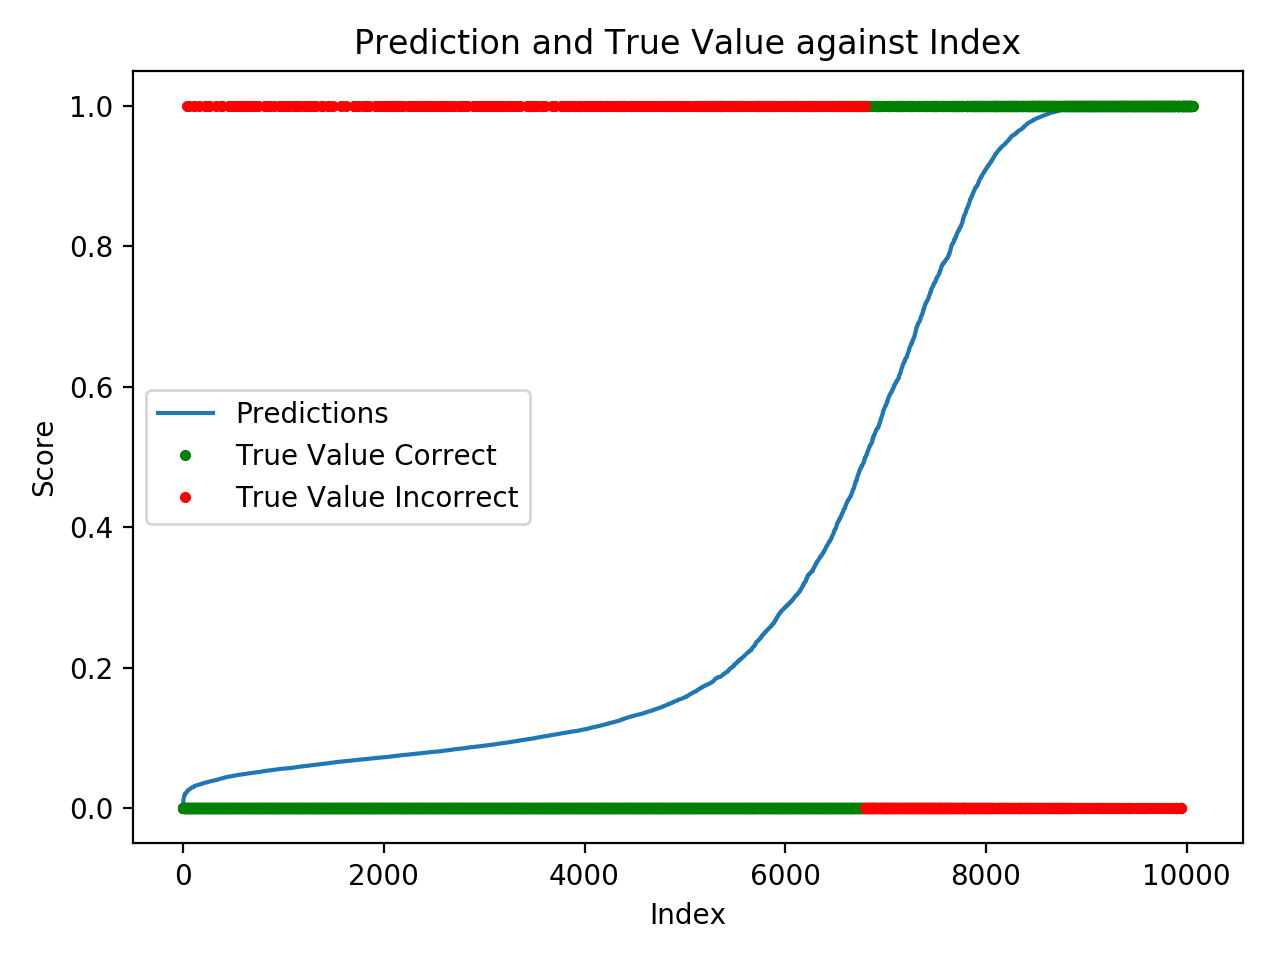 Prediction and True Value against Index
1.0
0.8
0.6
0.4
0.2
0.0
Score
Predictions
True Value Correct
True Value Incorrect
0 2000 4000 6000 8000 10000
Index